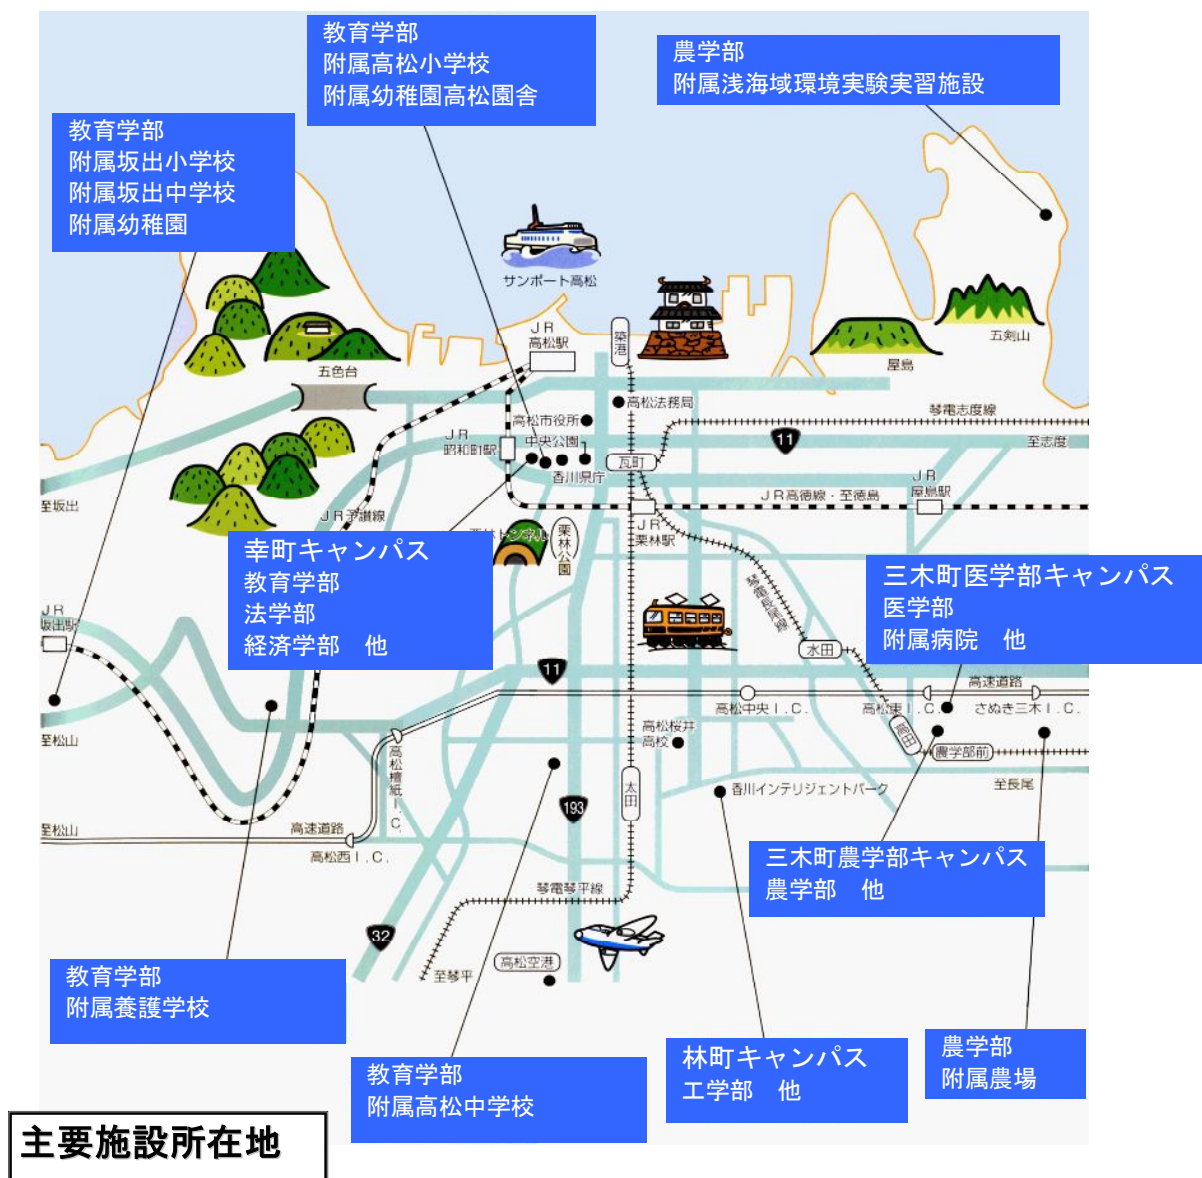 教育学部
附属高松小学校
附属幼稚園高松園舎
農学部
附属浅海域環境実験実習施設
教育学部
附属坂出小学校
附属坂出中学校
附属幼稚園
サンポート高松
五色台
JR
高松駅
築港
屋島
五剣山
高松法務局
高松市役所
中央公園
香川県庁
JR
昭和町駅
瓦町
琴電志度線
11
至志度
JR
屋島駅
JR高徳線・至徳島
至坂出
JR予讃線
栗林トンネル
栗林公園
JR
栗林駅
琴電長尾線
幸町キャンパス
教育学部
法学部
経済学部 他
三木町医学部キャンパス
医学部
附属病院 他
JR
坂出駅
水田
11
高速道路
高松中央I.C.
高松東I.C.
さぬき三木I.C.
至松山
高松檀紙I.C.
高松桜井
高校
高田
農学部前
至長尾
太田
香川インテリジェントパーク
193
至松山
高速道路
高松西I.C.
三木町農学部キャンパス
農学部 他
琴電琴平線
32
至琴平
高松空港
教育学部
附属養護学校
教育学部
附属高松中学校
林町キャンパス
工学部 他
農学部
附属農場
主要施設所在地